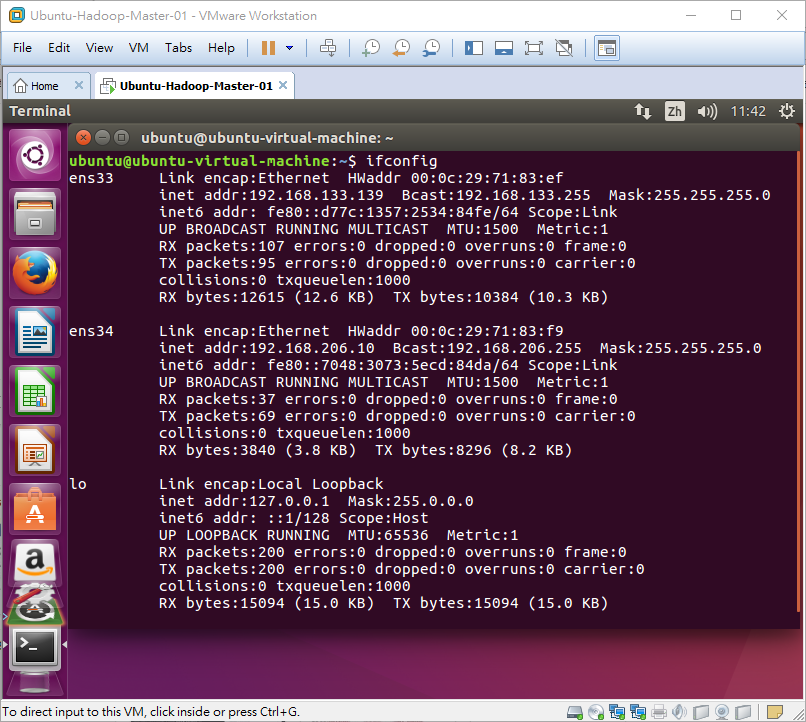 Ubuntu-Hadoop-Master-01 - VMware Workstation
File Edit View VM Tabs Help
Home Ubuntu-Hadoop-Master-01
Terminal Zh 11:42
ubuntu@ubuntu-virtual-machine: ~
ubuntu@ubuntu-virtual-machine:~$ ifconfig
ens33 Link encap:Ethernet HWaddr 00:0c:29:71:83:ef
inet addr:192.168.133.139 Bcast:192.168.133.255 Mask:255.255.255.0
inet6 addr: fe80::d77c:1357:2534:84fe/64 Scope:Link
UP BROADCAST RUNNING MULTICAST MTU:1500 Metric:1
RX packets:107 errors:0 dropped:0 overruns:0 frame:0
TX packets:95 errors:0 dropped:0 overruns:0 carrier:0
collisions:0 txqueuelen:1000
RX bytes:12615 (12.6 KB) TX bytes:10384 (10.3 KB)
ens34 Link encap:Ethernet HWaddr 00:0c:29:71:83:f9
inet addr:192.168.206.10 Bcast:192.168.206.255 Mask:255.255.255.0
inet6 addr: fe80::7048:3073:5ecd:84da/64 Scope:Link
UP BROADCAST RUNNING MULTICAST MTU:1500 Metric:1
RX packets:37 errors:0 dropped:0 overruns:0 frame:0
TX packets:69 errors:0 dropped:0 overruns:0 carrier:0
collisions:0 txqueuelen:1000
RX bytes:3840 (3.8 KB) TX bytes:8296 (8.2 KB)
lo Link encap:Local Loopback
inet addr:127.0.0.1 Mask:255.0.0.0
inet6 addr: ::1/128 Scope:Host
UP LOOPBACK RUNNING MTU:65536 Metric:1
RX packets:200 errors:0 dropped:0 overruns:0 frame:0
TX packets:200 errors:0 dropped:0 overruns:0 carrier:0
collisions:0 txqueuelen:1000
RX bytes:15094 (15.0 KB) TX bytes:15094 (15.0 KB)
To direct input to this VM, click inside or press Ctrl+G.